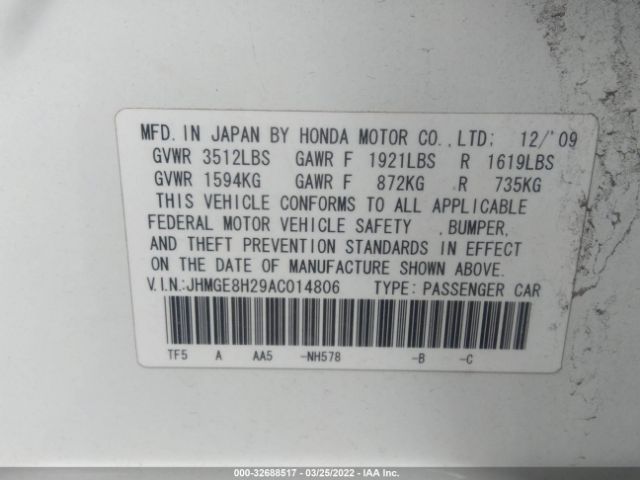 MFD. IN JAPAN BY HONDA MOTOR CO.,LTD; 12/'09
GVWR 3512LBS GAWR F 1921LBS R 1619LBS
GVWR 1594KG GAWR F 872KG R 735KG
THIS VEHICLE CONFORMS TO ALL APPLICABLE
FEDERAL MOTOR VEHICLE SAFETY ,BUMPER,
AND THEFT PREVENTION STANDARDS IN EFFECT
ON THE DATE OF MANUFACTURE SHOWN ABOVE.
V.I.N.:JHMGE8H29AC014806 TYPE: PASSENGER CAR
TF5 A AA5 -NH578 -B -C
000-32688517 - 03/25/2022 - IAA Inc.